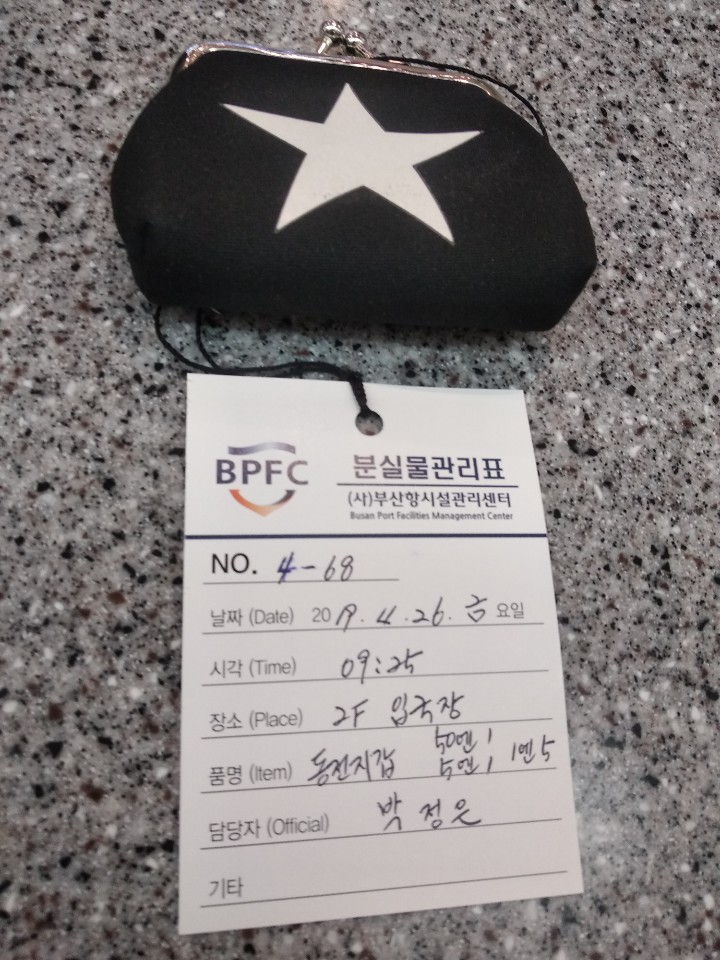 BPFC
분실물관리표
(사)부산항시설관리센터
Busan Port Facilities Management Center
NO. 4-68
날짜 (Date) 2019. 4. 26. 금 요일
시각 (Time) 09:25
장소 (Place) 2F 입국장
품명 (Item) 동전지갑 50엔 1 5엔 1 1엔 5
담당자 (Official) 박정은
기타